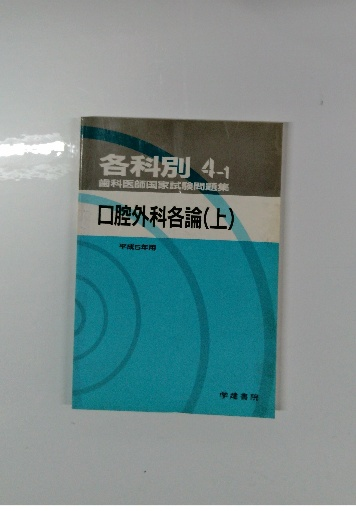 各科別 4-1
歯科医師国家試験問題集
口腔外科各論(上)
平成5年用
学建書院